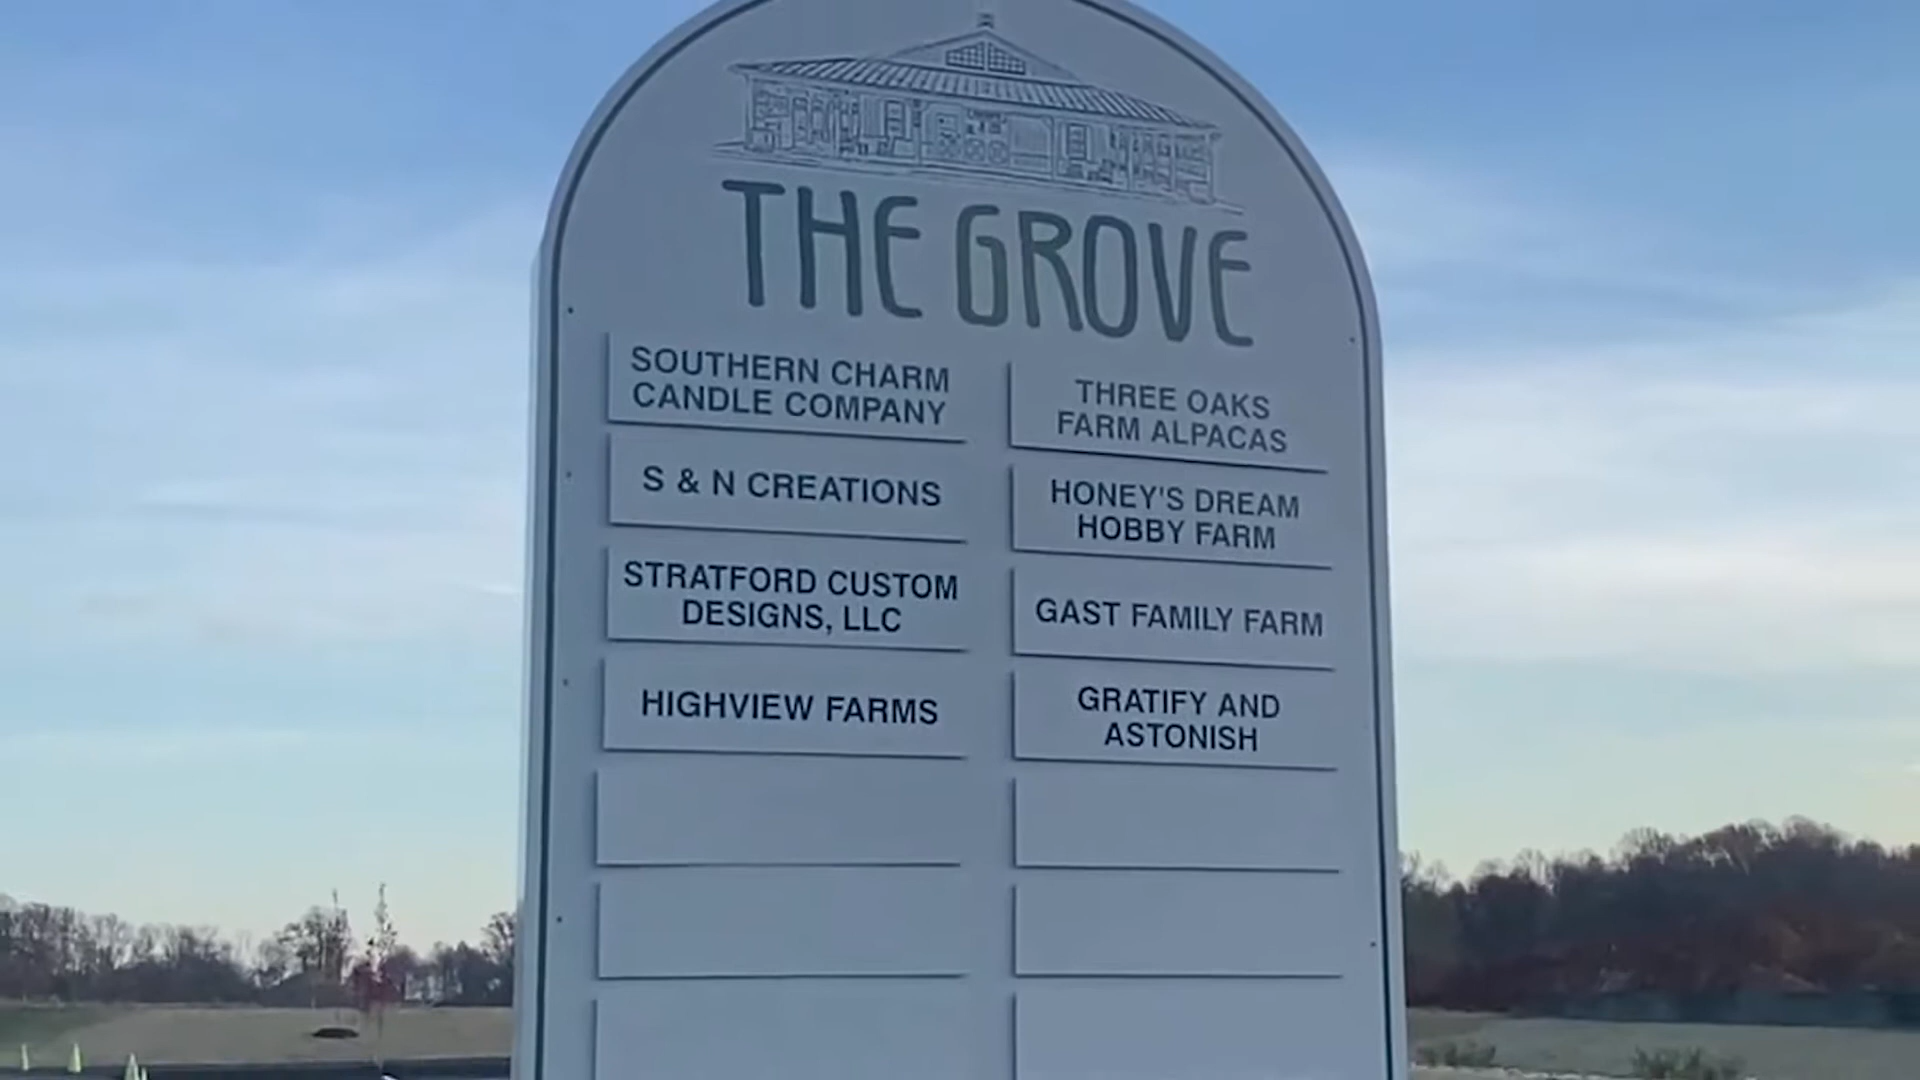 THE GROVE
SOUTHERN CHARM
CANDLE COMPANY
S & N CREATIONS
STRATFORD CUSTOM
DESIGNS, LLC
HIGHVIEW FARMS
THREE OAKS
FARM ALPACAS
HONEY'S DREAM
HOBBY FARM
GAST FAMILY FARM
GRATIFY AND
ASTONISH